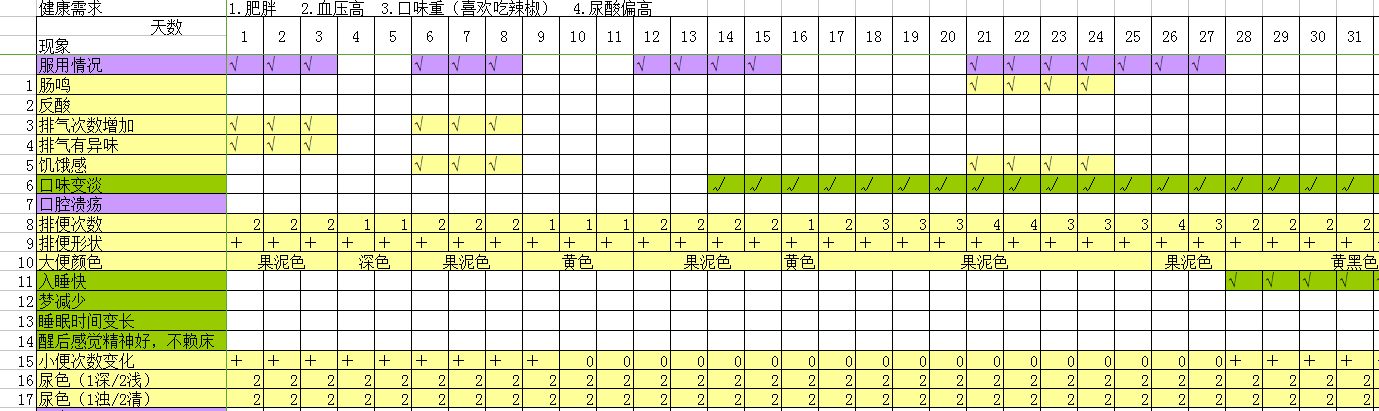 健康需求 1.肥胖 2.血压高 3.口味重（喜欢吃辣椒） 4.尿酸偏高
天数
现象 1 2 3 4 5 6 7 8 9 10 11 12 13 14 15 16 17 18 19 20 21 22 23 24 25 26 27 28 29 30 31
服用情况 √ √ √ √ √ √ √ √ √ √ √ √ √ √ √ √ √
1 肠鸣 √ √ √ √
2 反酸
3 排气次数增加 √ √ √ √ √ √
4 排气有异味 √ √ √
5 饥饿感 √ √ √ √ √ √ √
6 口味变淡 √ √ √ √ √ √ √ √ √ √ √ √ √ √ √ √ √ √
7 口腔溃疡
8 排便次数 2 2 2 1 1 2 2 2 1 1 1 2 2 2 2 1 2 3 3 3 4 4 3 3 3 4 3 2 2 2 2
9 排便形状 + + + + + + + + + + + + + + + + + + + + + + + + + + + + + + +
10 大便颜色 果泥色 深色 果泥色 黄色 果泥色 黄色 果泥色 果泥色 黄黑色
11 入睡快 √ √ √ √
12 梦减少
13 睡眠时间变长
14 醒后感觉精神好，不赖床
15 小便次数变化 + + + + + + + + + 0 0 0 0 0 0 0 0 0 0 0 0 0 0 0 0 0 0 + + + +
16 尿色（1深/2浅） 2 2 2 2 2 2 2 2 2 2 2 2 2 2 2 2 2 2 2 2 2 2 2 2 2 2 2 2 2 2 2
17 尿色（1浊/2清） 2 2 2 2 2 2 2 2 2 2 2 2 2 2 2 2 2 2 2 2 2 2 2 2 2 2 2 2 2 2 2